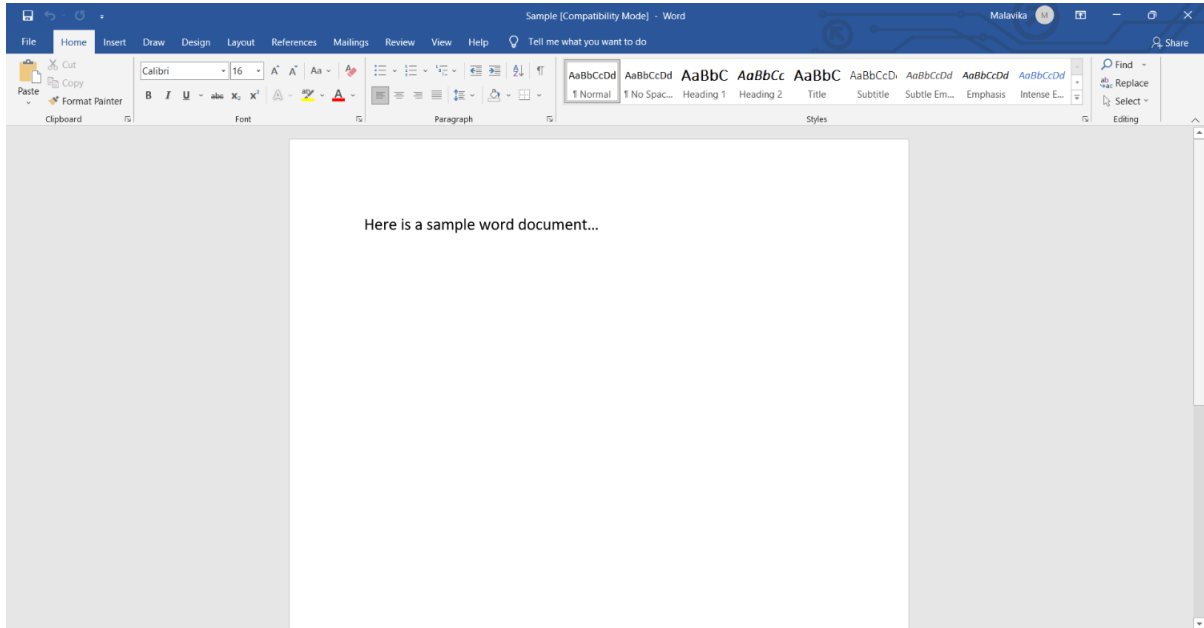 Sample [Compatibility Mode] - Word
Malavika M
File Home Insert Draw Design Layout References Mailings Review View Help Tell me what you want to do
Share
Paste
Cut
Copy
Format Painter
Clipboard
Calibri 16
Aa
B I U abc X₂ X² A A
Font
Paragraph
AaBbCcDd AaBbCcDd AaBbC AaBbCc AaBbC AaBbCcD AaBbCcDd AaBbCcDd AaBbCcDd
¶ Normal ¶ No Spac... Heading 1 Heading 2 Title Subtitle Subtle Em... Emphasis Intense E...
Styles
Find
Replace
Select
Editing
Here is a sample word document...